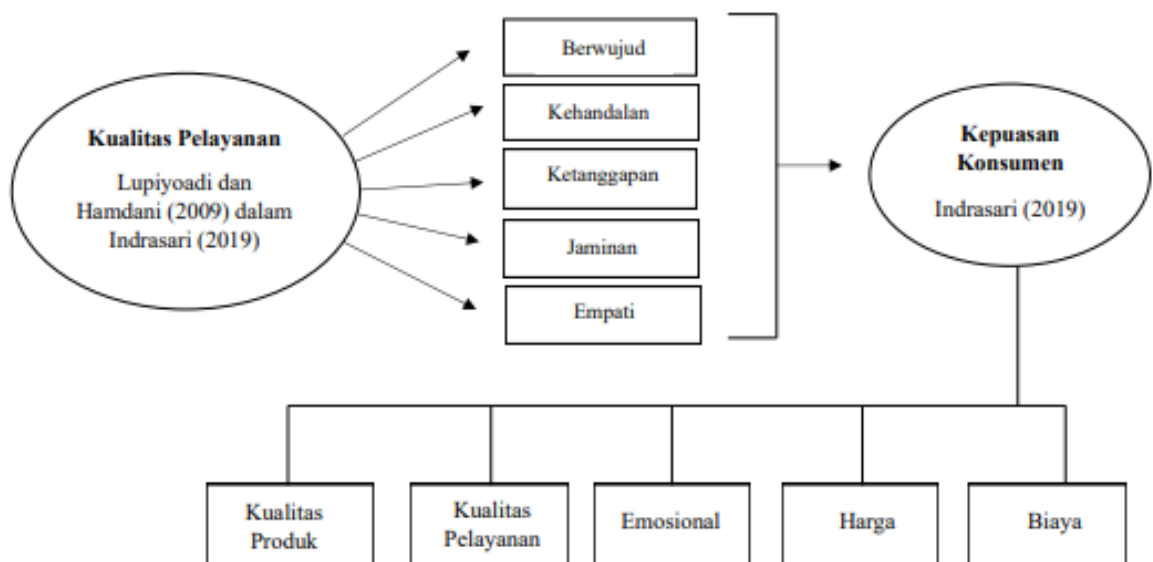 Kualitas Pelayanan
Lupiyoadi dan
Hamdani (2009) dalam
Indrasari (2019)
Berwujud
Kehandalan
Ketanggapan
Jaminan
Empati
Kepuasan
Konsumen
Indrasari (2019)
Kualitas
Produk
Kualitas
Pelayanan
Emosional
Harga
Biaya